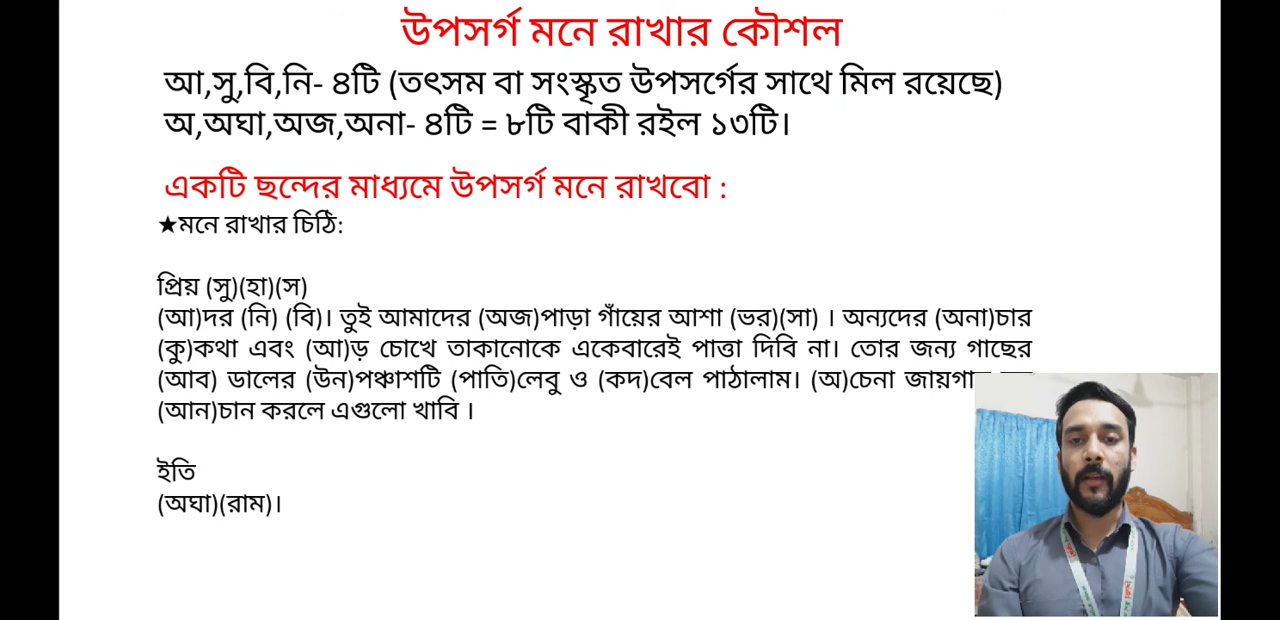 উপসর্গ মনে রাখার কৌশল
আ,সু,বি,নি- ৪টি (তৎসম বা সংস্কৃত উপসর্গের সাথে মিল রয়েছে)
অ,অঘা,অজ,অনা- ৪টি = ৮টি বাকী রইল ১৩টি।
একটি ছন্দের মাধ্যমে উপসর্গ মনে রাখবো :
★মনে রাখার চিঠি:
প্রিয় (সু)(হা)(স)
(আ)দর (নি) (বি)। তুই আমাদের (অজ)পাড়া গাঁয়ের আশা (ভর)(সা) । অন্যদের (অনা)চার
(কু)কথা এবং (আ)ড় চোখে তাকানোকে একেবারেই পাত্তা দিবি না। তোর জন্য গাছের
(আব) ডালের (উন)পঞ্চাশটি (পাতি)লেবু ও (কদ)বেল পাঠালাম। (অ)চেনা
(আন)চান করলে এগুলো খাবি ।
ইতি
(অঘা)(রাম)।